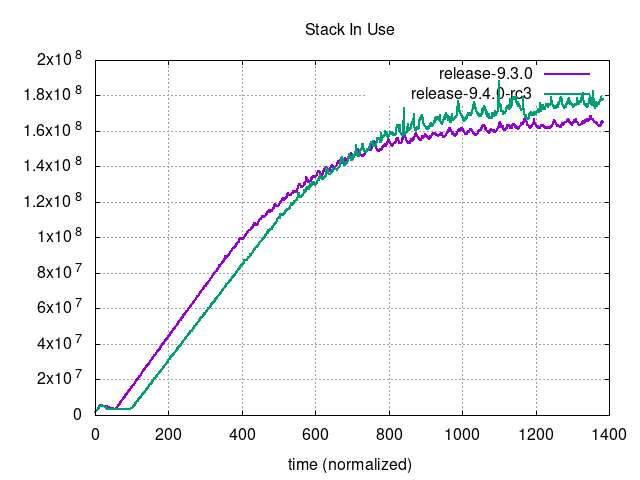 Stack In Use
2x10^8
1.8x10^8
1.6x10^8
1.4x10^8
1.2x10^8
1x10^8
8x10^7
6x10^7
4x10^7
2x10^7
0
release-9.3.0
release-9.4.0-rc3
0 200 400 600 800 1000 1200 1400
time (normalized)